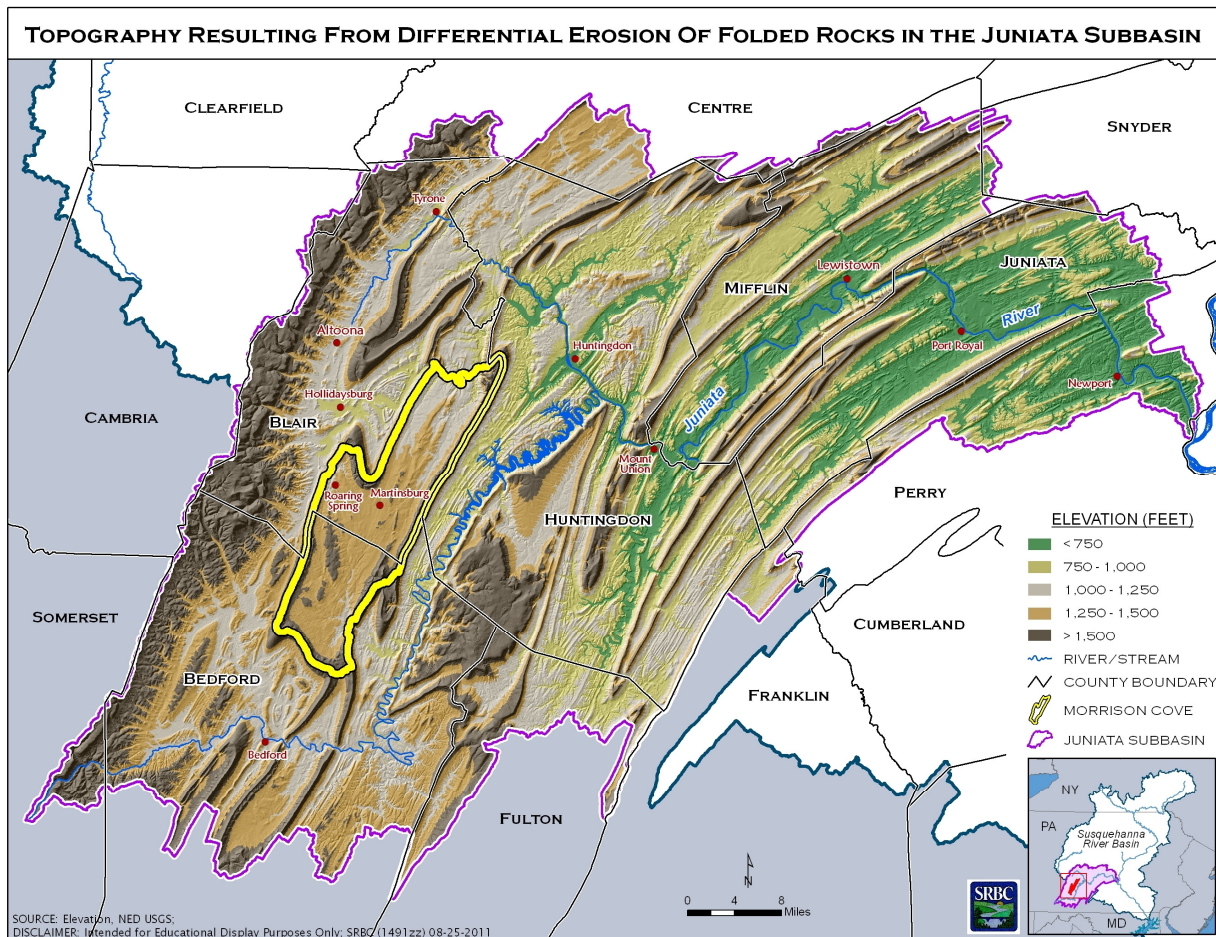 TOPOGRAPHY RESULTING FROM DIFFERENTIAL EROSION OF FOLDED ROCKS IN THE JUNIATA SUBBASIN
CLEARFIELD
CENTRE
SNYDER
Tyrone
Lewistown
JUNIATA
MIFFLIN
River
Altoona
Port Royal
Huntingdon
Newport
Hollidaysburg
Juniata
CAMBRIA
BLAIR
Mount
Union
Roaring
Spring
Martinsburg
PERRY
HUNTINGDON
SOMERSET
CUMBERLAND
BEDFORD
FRANKLIN
Bedford
FULTON
ELEVATION (FEET)
< 750
750 - 1,000
1,000 - 1,250
1,250 - 1,500
> 1,500
RIVER/STREAM
COUNTY BOUNDARY
MORRISON COVE
JUNIATA SUBBASIN
NY
PA
Susquehanna
River Basin
MD
N
0 4 8
Miles
SRBC
SOURCE: Elevation, NED USGS;
DISCLAIMER: Intended for Educational Display Purposes Only; SRBC (1491zz) 08-25-2011